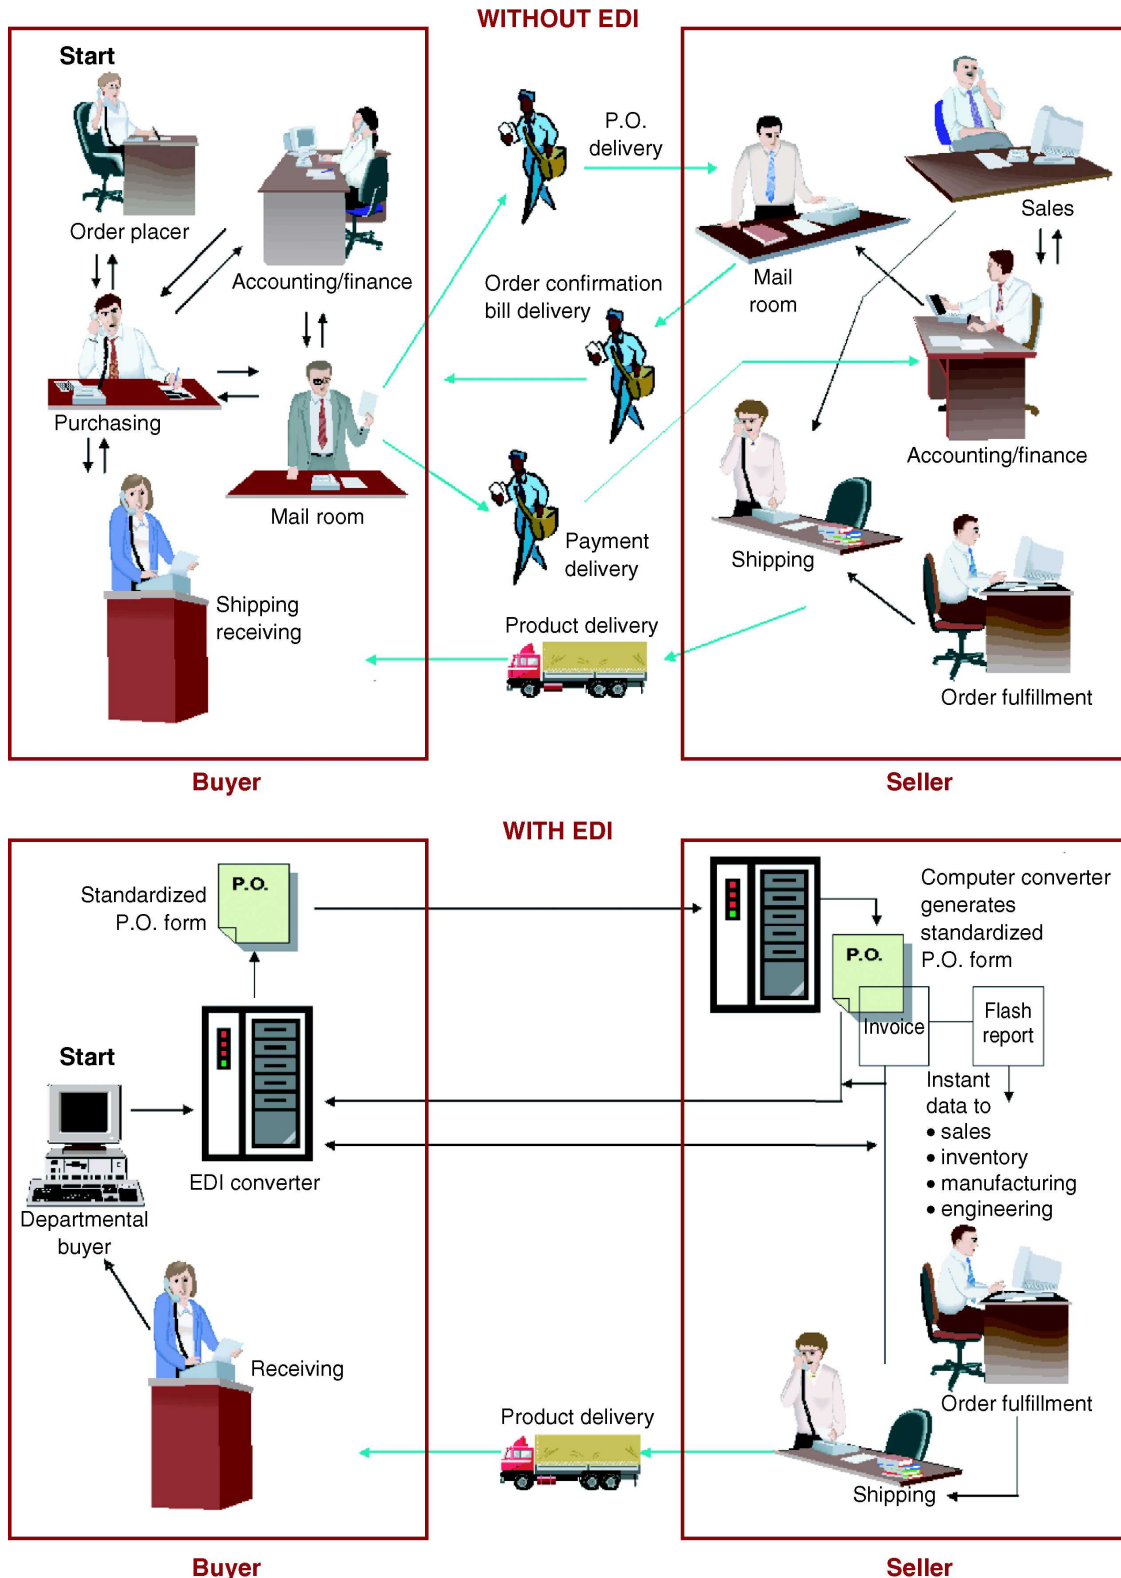 WITHOUT EDI
Start
Order placer
Accounting/finance
Purchasing
Mail room
Shipping
receiving
P.O.
delivery
Order confirmation
bill delivery
Payment
delivery
Product delivery
Sales
Mail
room
Accounting/finance
Shipping
Order fulfillment
Buyer
Seller
WITH EDI
Standardized
P.O. form
P.O.
Start
EDI converter
Departmental
buyer
Receiving
Product delivery
Computer converter
generates
standardized
P.O. form
P.O.
Invoice
Flash
report
Instant
data to
• sales
• inventory
• manufacturing
• engineering
Order fulfillment
Shipping
Buyer
Seller